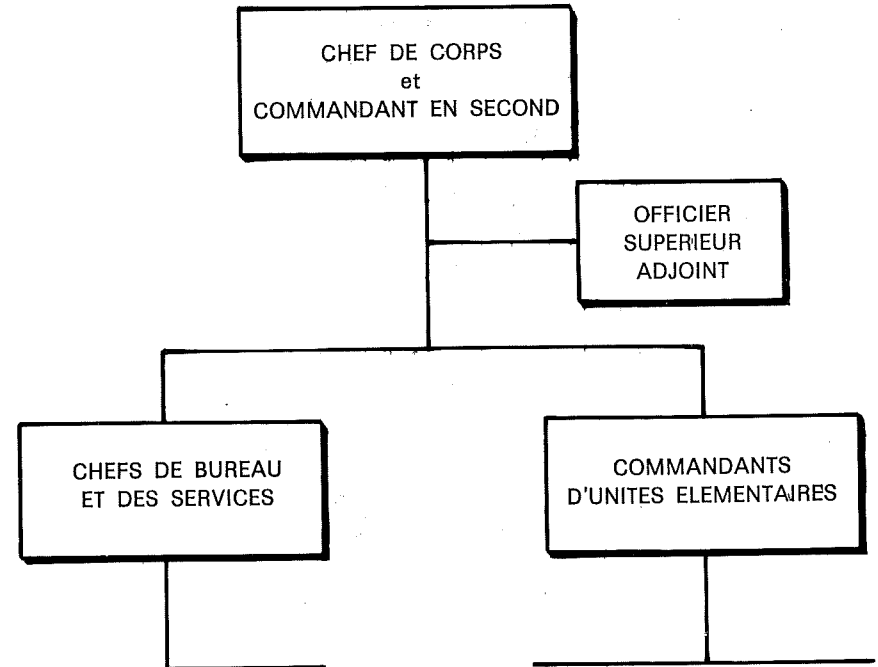 CHEF DE CORPS
et
COMMANDANT EN SECOND
OFFICIER
SUPERIEUR
ADJOINT
CHEFS DE BUREAU
ET DES SERVICES
COMMANDANTS
D'UNITES ELEMENTAIRES